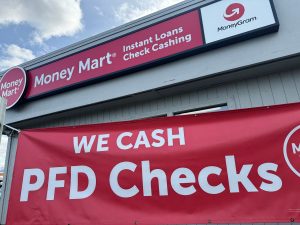 Money Mart®
Instant Loans
Check Cashing
MoneyGram
Money
Mart
WE CASH
PFD Checks
M